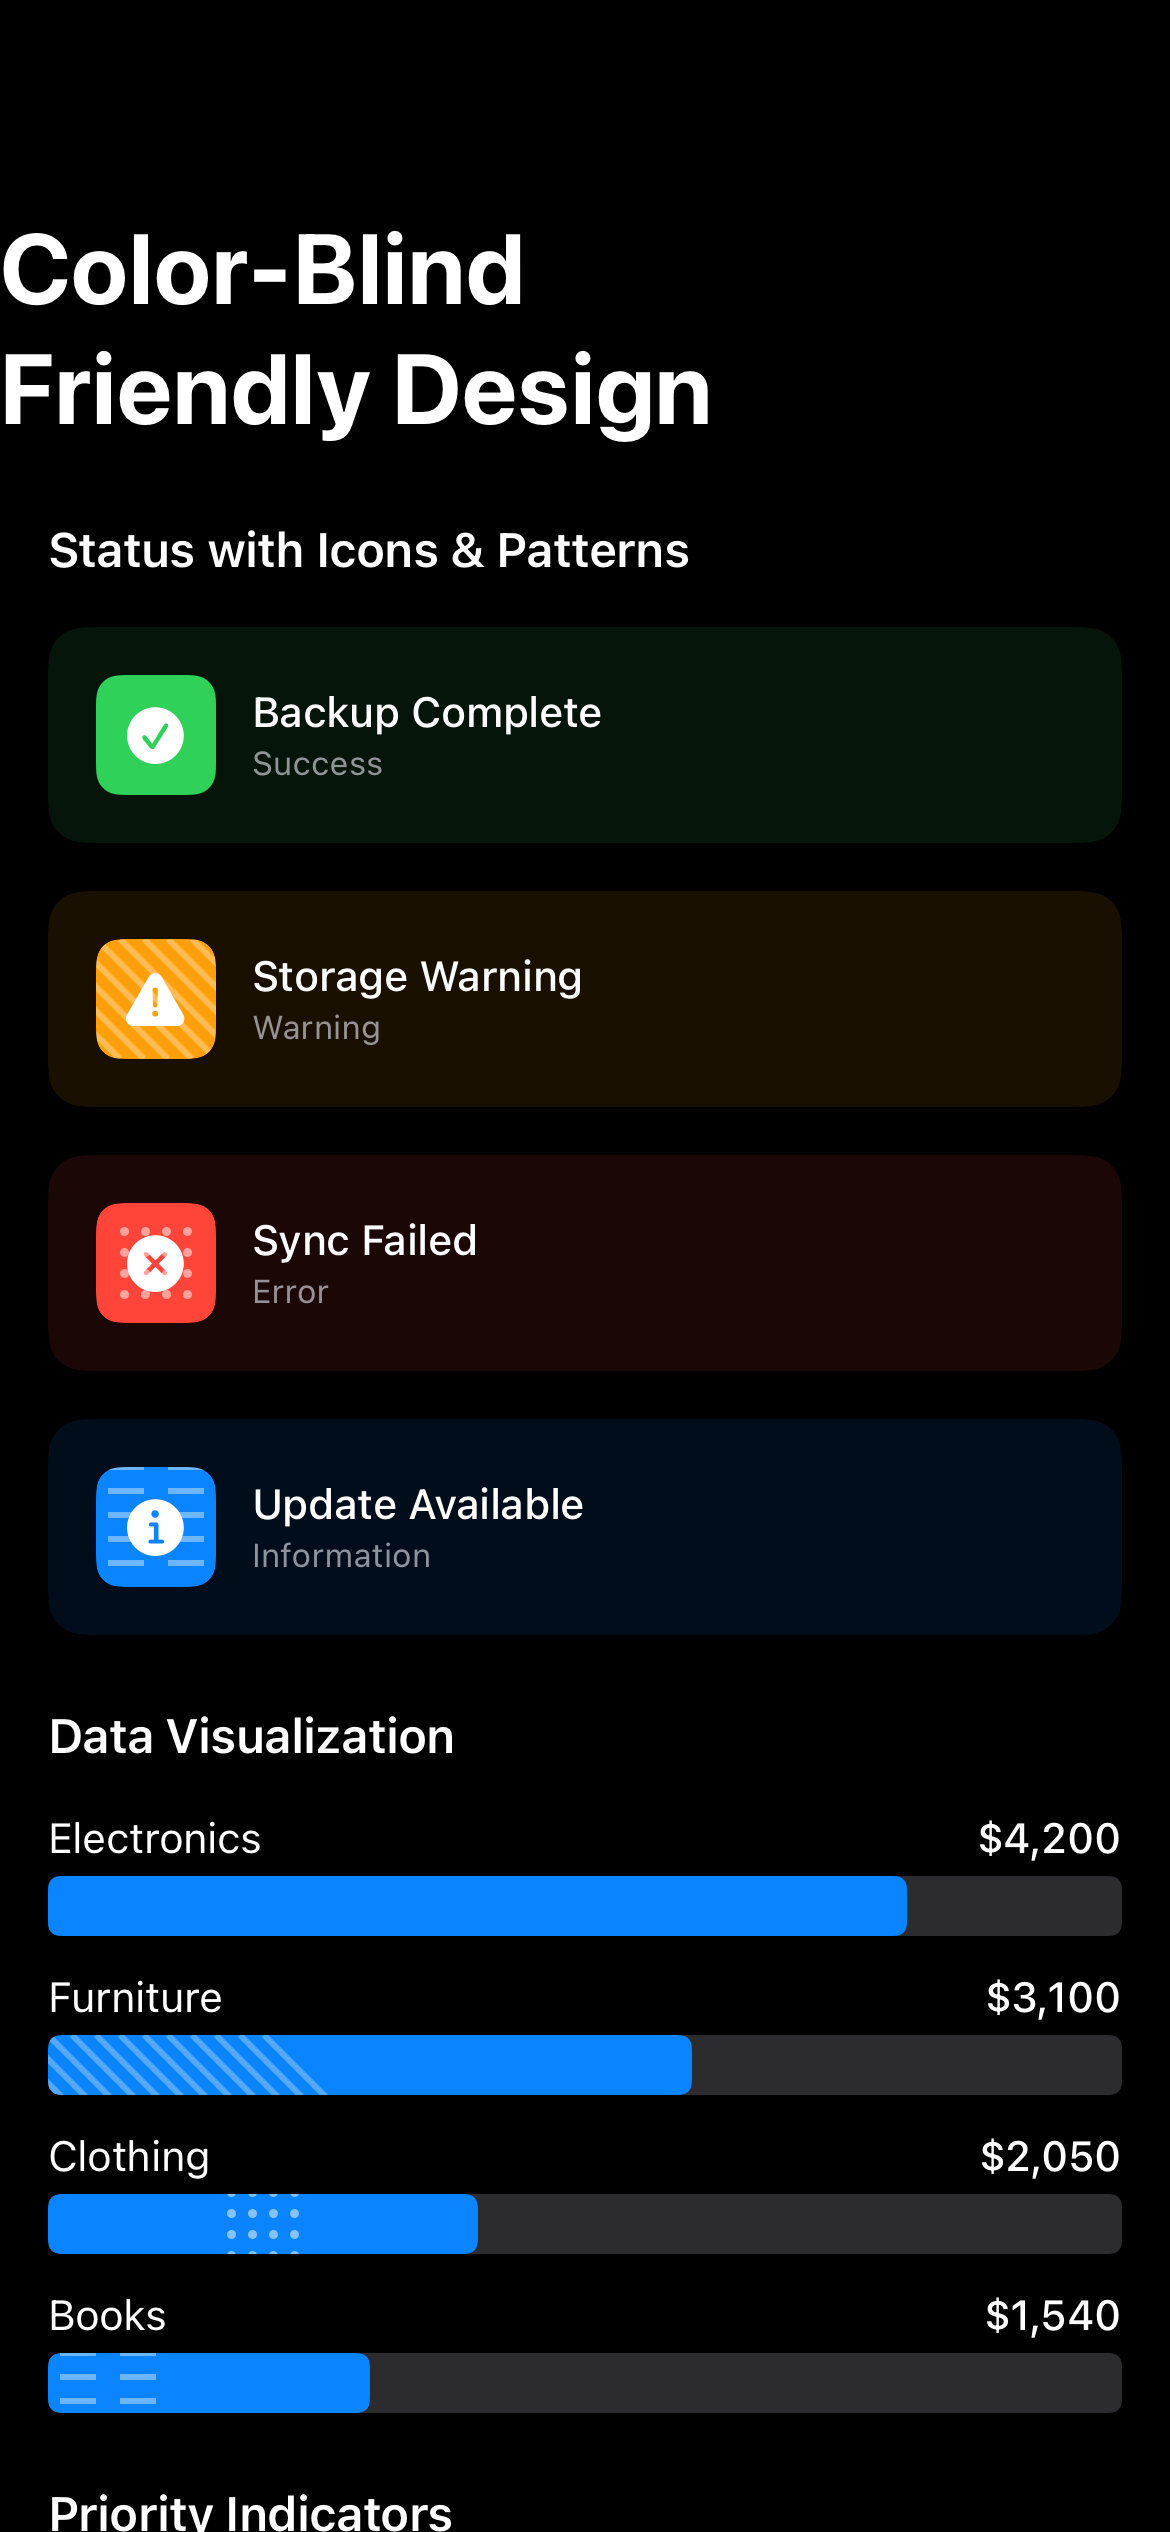 Color-Blind
Friendly Design
Status with Icons & Patterns
Backup Complete
Success
Storage Warning
Warning
Sync Failed
Error
Update Available
Information
Data Visualization
Electronics
$4,200
Furniture
$3,100
Clothing
$2,050
Books
$1,540
Priority Indicators